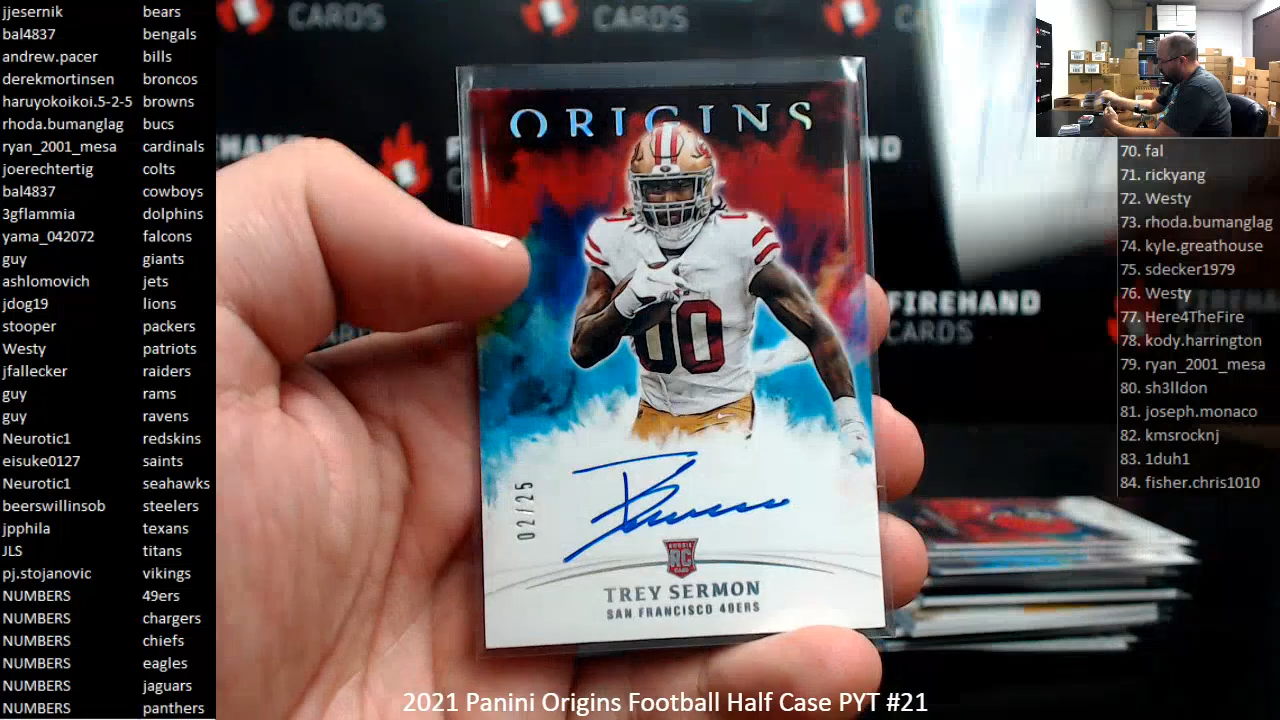 jjesernik bears
bal4837 bengals
andrew.pacer bills
derekmortinsen broncos
haruyokoikoi.5-2-5 browns
rhoda.bumanglag bucs
ryan_2001_mesa cardinals
joerechtertig colts
bal4837 cowboys
3gflammia dolphins
yama_042072 falcons
guy giants
ashlomovich jets
jdog19 lions
stooper packers
Westy patriots
jfallecker raiders
guy rams
guy ravens
Neurotic1 redskins
eisuke0127 saints
Neurotic1 seahawks
beerswillinsob steelers
jpphila texans
JLS titans
pj.stojanovic vikings
NUMBERS 49ers
NUMBERS chargers
NUMBERS chiefs
NUMBERS eagles
NUMBERS jaguars
NUMBERS panthers
CARDS
CARDS
CARDS
ORIGINS
00
02/25
RC
TREY SERMON
SAN FRANCISCO 49ERS
FIREHAND
CARDS
70. fal
71. rickyang
72. Westy
73. rhoda.bumanglag
74. kyle.greathouse
75. sdecker1979
76. Westy
77. Here4TheFire
78. kody.harrington
79. ryan_2001_mesa
80. sh3lldon
81. joseph.monaco
82. kmsrocknj
83. 1duh1
84. fisher.chris1010
2021 Panini Origins Football Half Case PYT #21